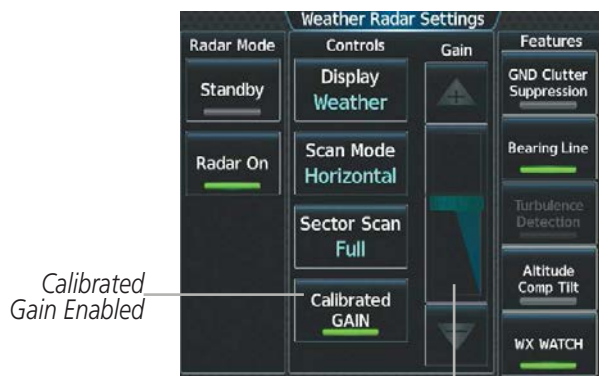 Weather Radar Settings
Radar Mode
Controls
Gain
Features
Standby
Radar On
Display
Weather
Scan Mode
Horizontal
Sector Scan
Full
Calibrated
GAIN
GND Clutter
Suppression
Bearing Line
Turbulence
Detection
Altitude
Comp Tilt
WX WATCH
Calibrated
Gain Enabled